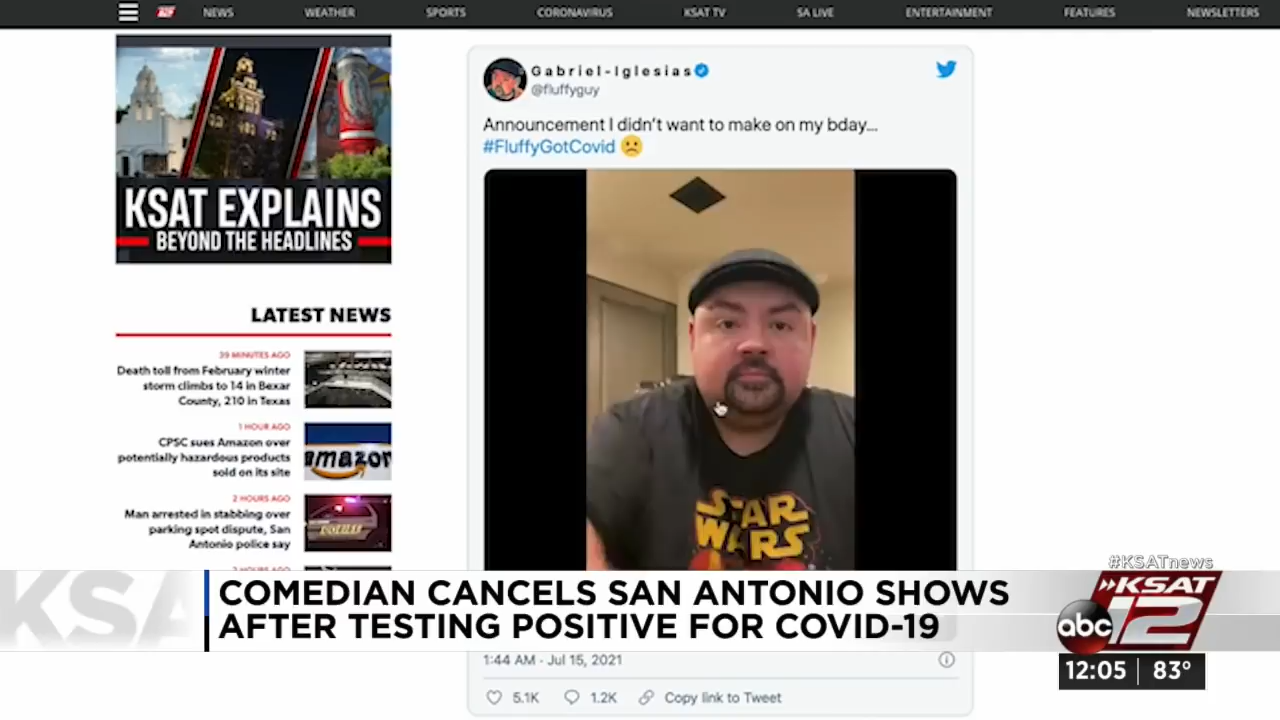 NEWS
WEATHER
SPORTS
CORONAVIRUS
KSAT TV
SA LIVE
ENTERTAINMENT
FEATURES
NEWSLETTERS
KSAT EXPLAINS
BEYOND THE HEADLINES
LATEST NEWS
39 MINUTES AGO
Death toll from February winter
storm climbs to 14 in Bexar
County, 210 in Texas
1 HOUR AGO
CPSC sues Amazon over
potentially hazardous products
sold on its site
amazon
2 HOURS AGO
Man arrested in stabbing over
parking spot dispute, San
Antonio police say
Gabriel-Iglesias
@fluffyguy
Announcement I didn't want to make on my bday...
#FluffyGotCovid ☹️
STAR
WARS
#KSATnews
KSA
COMEDIAN CANCELS SAN ANTONIO SHOWS
AFTER TESTING POSITIVE FOR COVID-19
KSAT
abc 12
12:05 83°
1:44 AM · Jul 15, 2021
5.1K 1.2K Copy link to Tweet